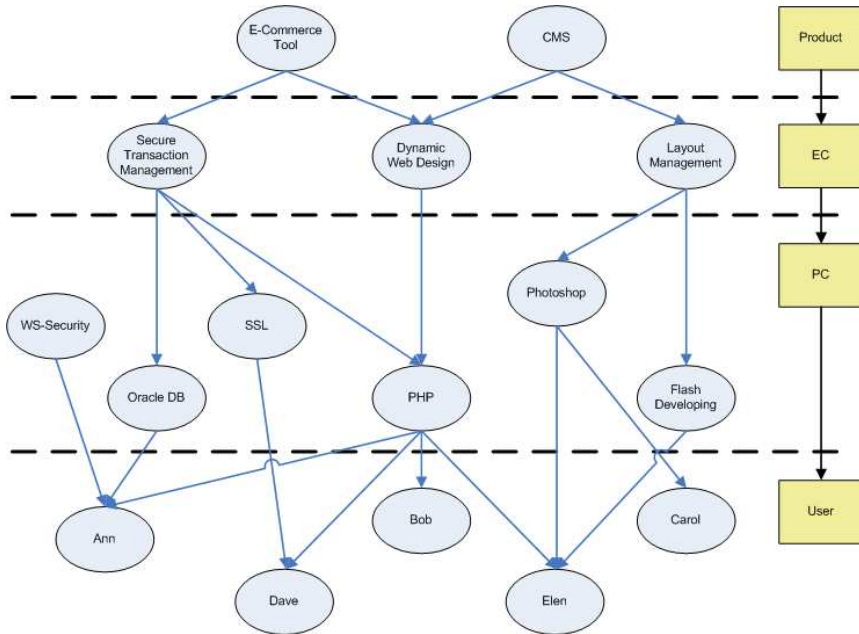 E-Commerce
Tool
CMS
Product
Secure
Transaction
Management
Dynamic
Web Design
Layout
Management
EC
PC
Photoshop
WS-Security
SSL
Oracle DB
PHP
Flash
Developing
Ann
Bob
Carol
User
Dave
Elen